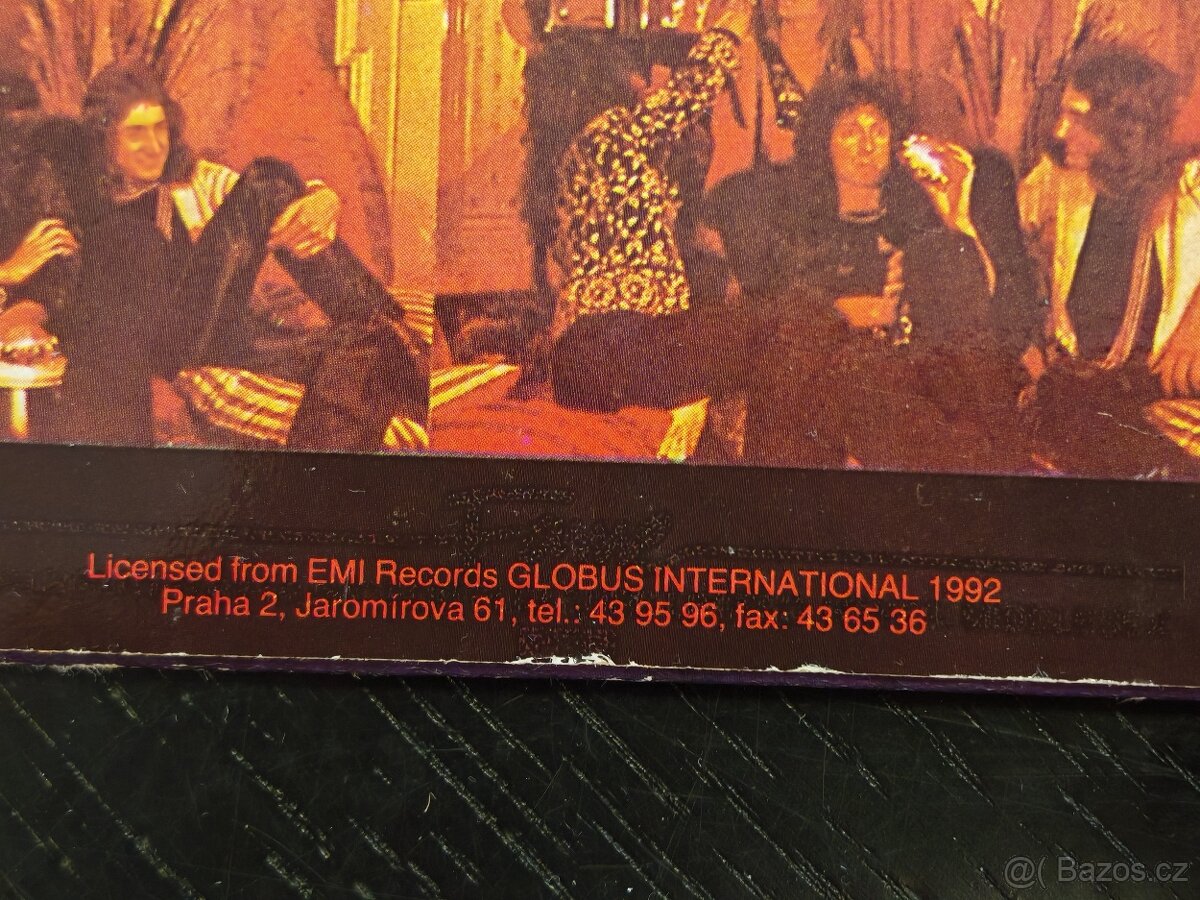 Licensed from EMI Records GLOBUS INTERNATIONAL 1992
Praha 2, Jaromírova 61, tel.: 43 95 96, fax: 43 65 36
@( Bazos.cz